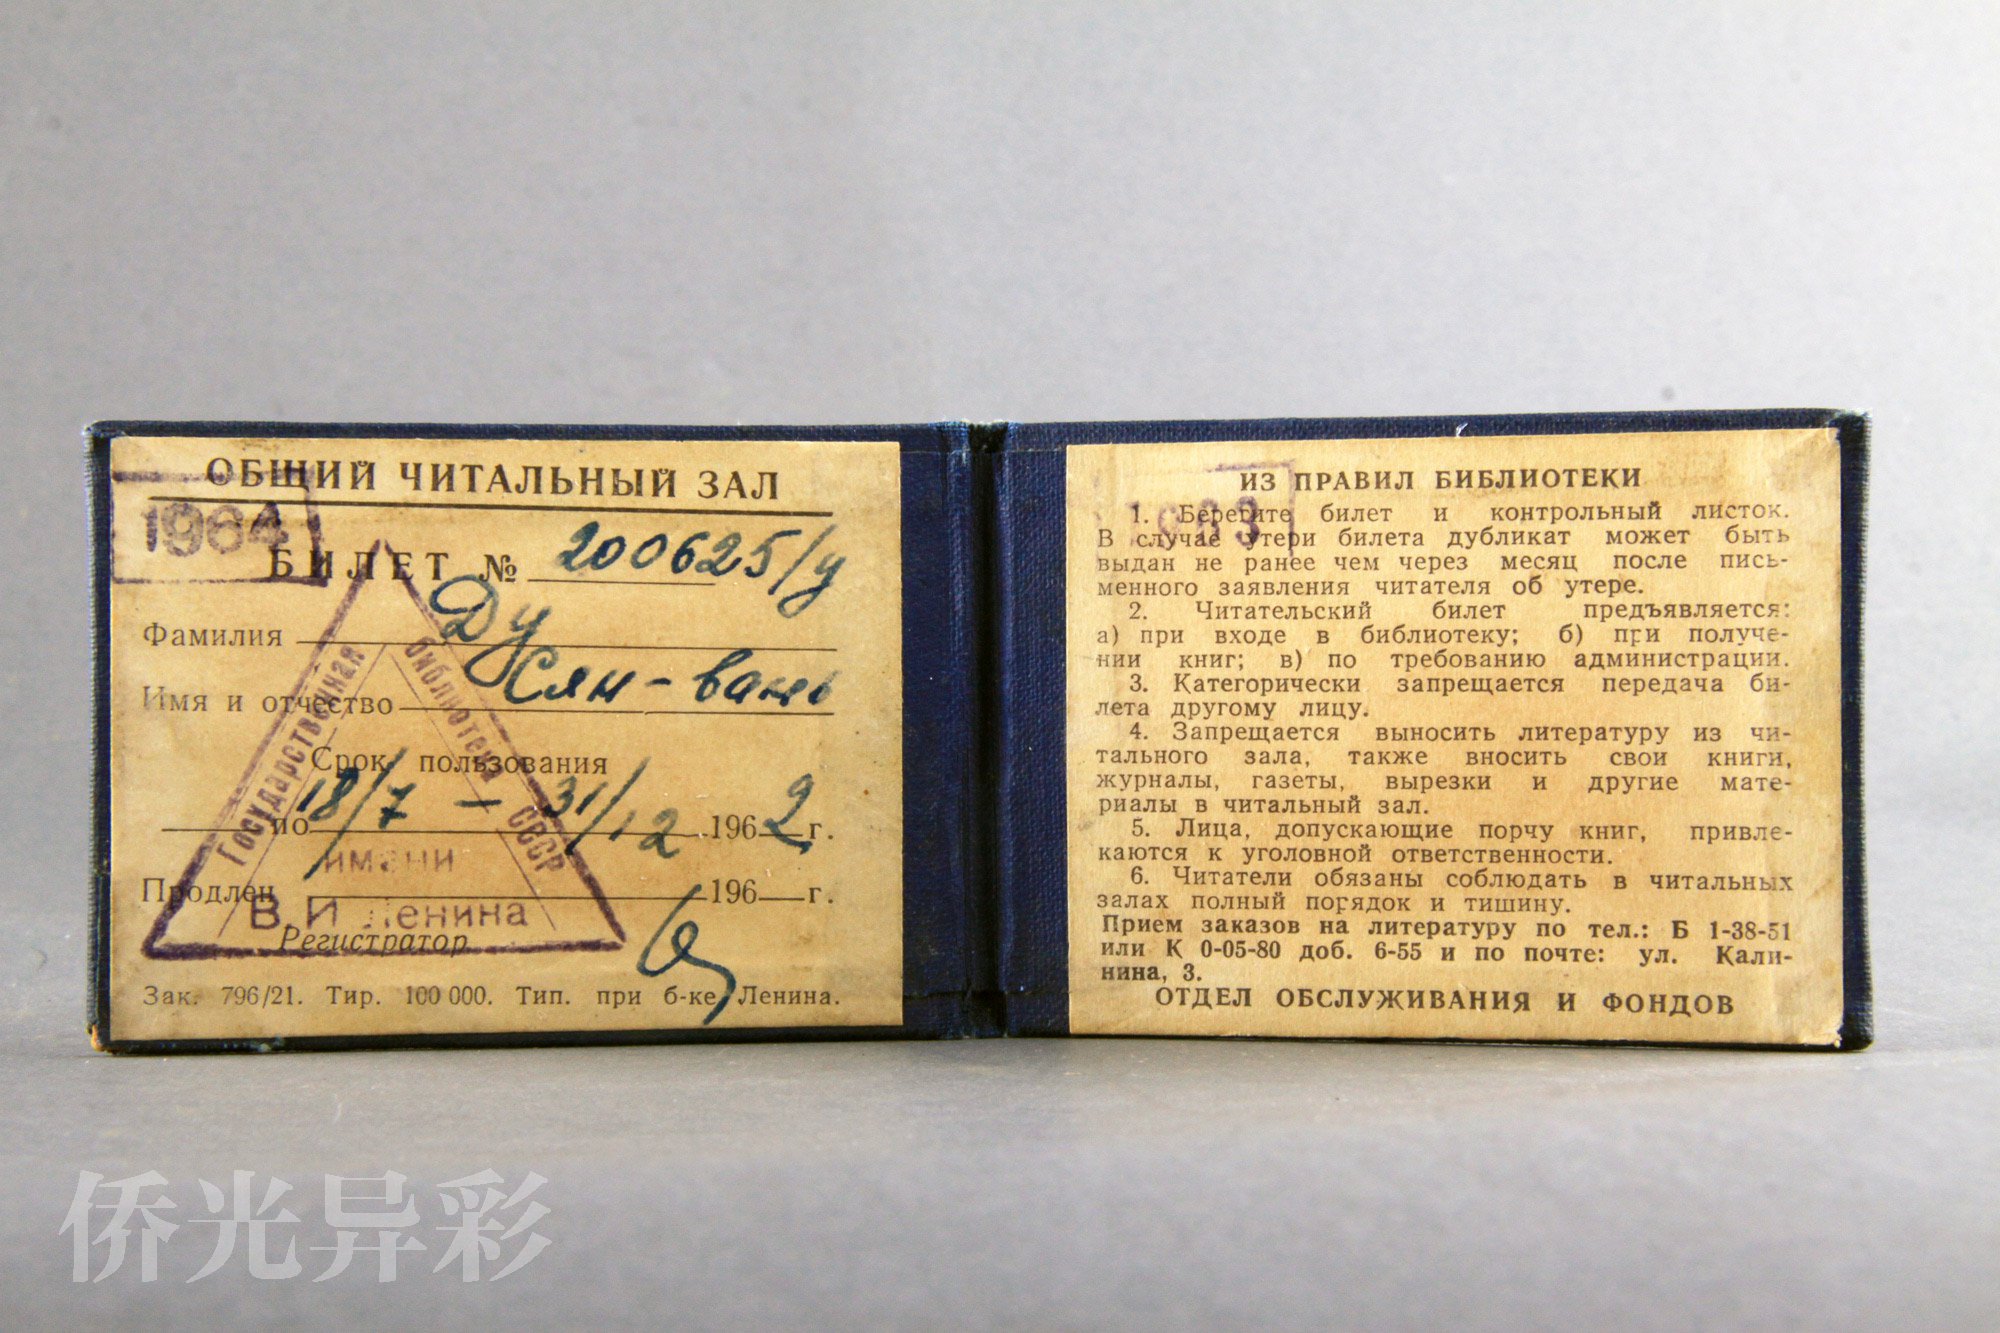 ОБЩИЙ ЧИТАЛЬНЫЙ ЗАЛ
1964
БИЛЕТ № 200625/у
Фамилия Ду
Имя и отчество Сян-вань
Срок пользования
18/7 по — 31/12 1962 г.
Продлен 196 г.
Регистратор
Государственная библиотека СССР
имени
В.И.Ленина
Зак. 796/21. Тир. 100 000. Тип. при б-ке Ленина.
1963
ИЗ ПРАВИЛ БИБЛИОТЕКИ
1. Берегите билет и контрольный листок.
В случае утери билета дубликат может быть
выдан не ранее чем через месяц после пись-
менного заявления читателя об утере.
2. Читательский билет предъявляется:
а) при входе в библиотеку; б) при получе-
нии книг; в) по требованию администрации.
3. Категорически запрещается передача би-
лета другому лицу.
4. Запрещается выносить литературу из чи-
тального зала, также вносить свои книги,
журналы, газеты, вырезки и другие мате-
риалы в читальный зал.
5. Лица, допускающие порчу книг, привле-
каются к уголовной ответственности.
6. Читатели обязаны соблюдать в читальных
залах полный порядок и тишину.
Прием заказов на литературу по тел.: Б 1-38-51
или К 0-05-80 доб. 6-55 и по почте: ул. Кали-
нина, 3.
ОТДЕЛ ОБСЛУЖИВАНИЯ И ФОНДОВ
侨光异彩